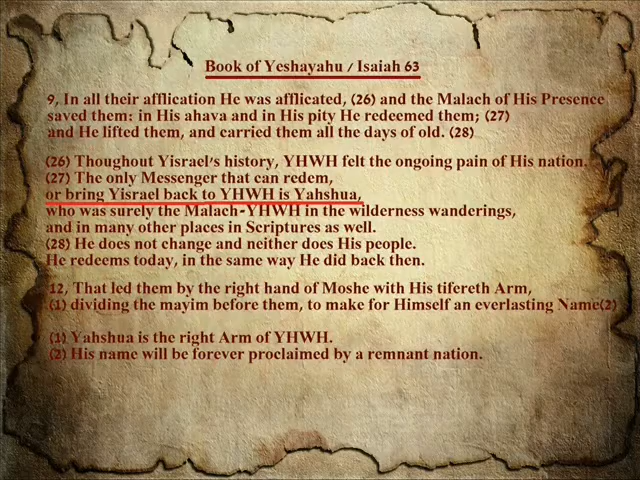 Book of Yeshayahu / Isaiah 63
9, In all their afflication He was afflicated, (26) and the Malach of His Presence
saved them: in His ahava and in His pity He redeemed them; (27)
and He lifted them, and carried them all the days of old. (28)
(26) Thoughout Yisrael's history, YHWH felt the ongoing pain of His nation.
(27) The only Messenger that can redem,
or bring Yisrael back to YHWH is Yahshua,
who was surely the Malach-YHWH in the wilderness wanderings,
and in many other places in Scriptures as well.
(28) He does not change and neither does His people.
He redeems today, in the same way He did back then.
12, That led them by the right hand of Moshe with His tifereth Arm,
(1) dividing the mayim before them, to make for Himself an everlasting Name(2)
(1) Yahshua is the right Arm of YHWH.
(2) His name will be forever proclaimed by a remnant nation.